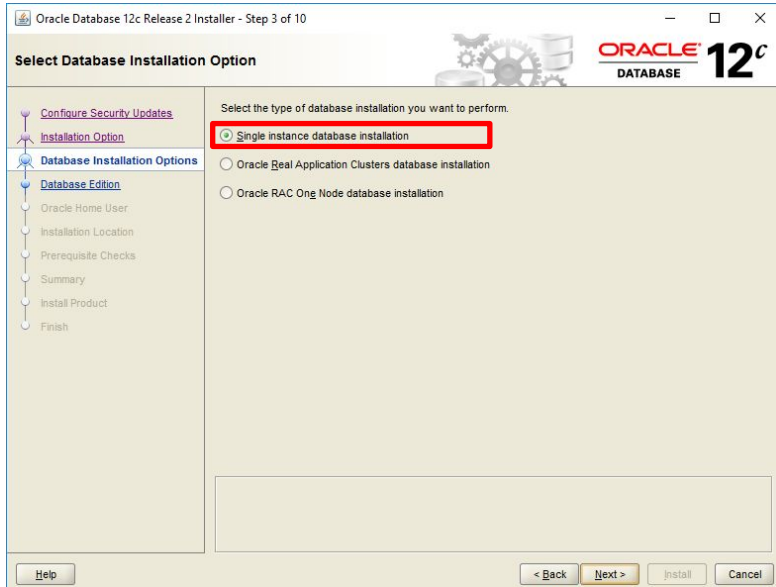 Oracle Database 12c Release 2 Installer - Step 3 of 10
Select Database Installation Option
ORACLE
DATABASE
12c
Configure Security Updates
Installation Option
Database Installation Options
Database Edition
Oracle Home User
Installation Location
Prerequisite Checks
Summary
Install Product
Finish
Select the type of database installation you want to perform.
Single instance database installation
Oracle Real Application Clusters database installation
Oracle RAC One Node database installation
Help
< Back
Next >
Install
Cancel